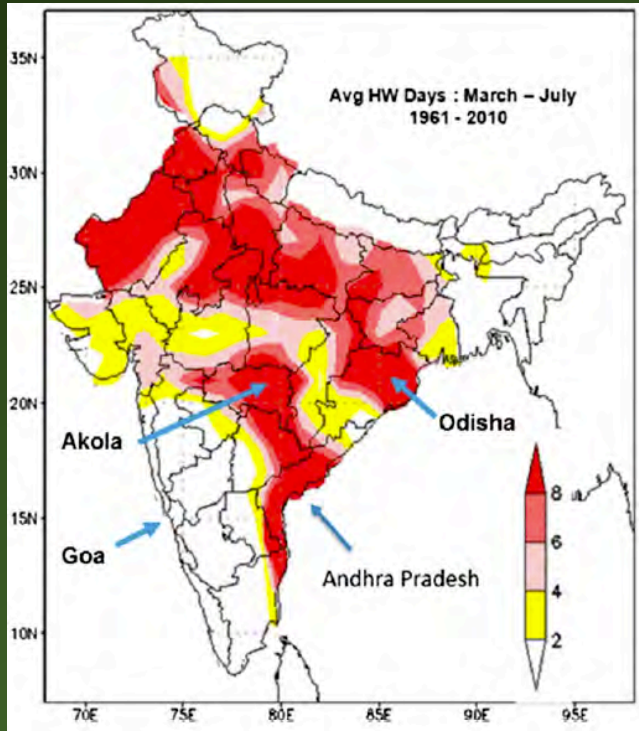 Avg HW Days : March – July
1961 - 2010
35N
30N
25N
20N
15N
10N
Akola
Odisha
Goa
Andhra Pradesh
8
6
4
2
70E 75E 80E 85E 90E 95E